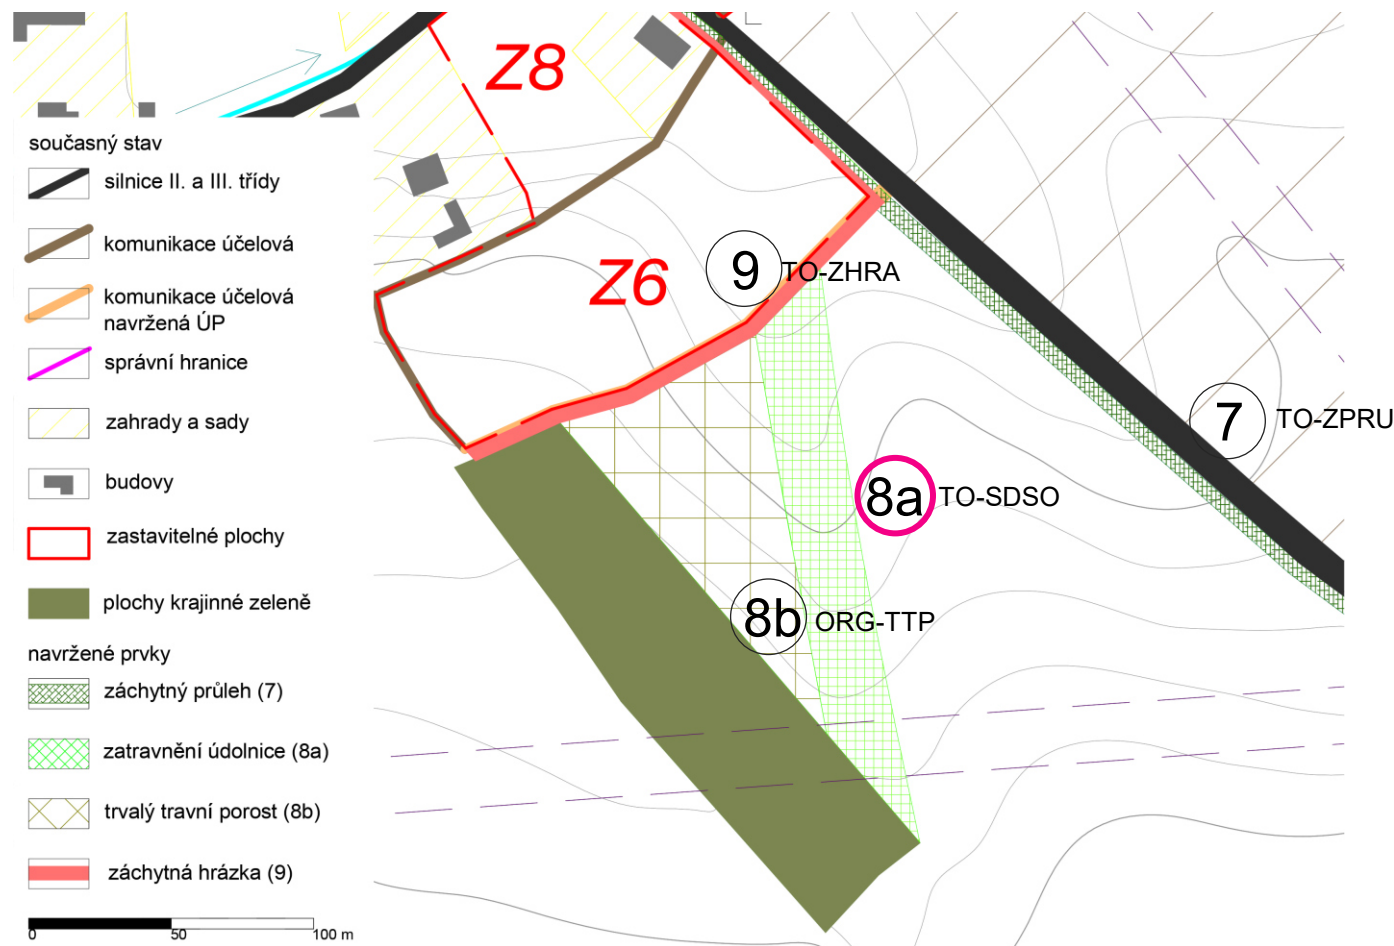 současný stav
silnice II. a III. třídy
komunikace účelová
komunikace účelová
navržená ÚP
správní hranice
zahrady a sady
budovy
zastavitelné plochy
plochy krajinné zeleně
navržené prvky
záchytný průleh (7)
zatravnění údolnice (8a)
trvalý travní porost (8b)
záchytná hrázka (9)
0 50 100 m
Z8
Z6
9 TO-ZHRA
7 TO-ZPRU
8a TO-SDSO
8b ORG-TTP